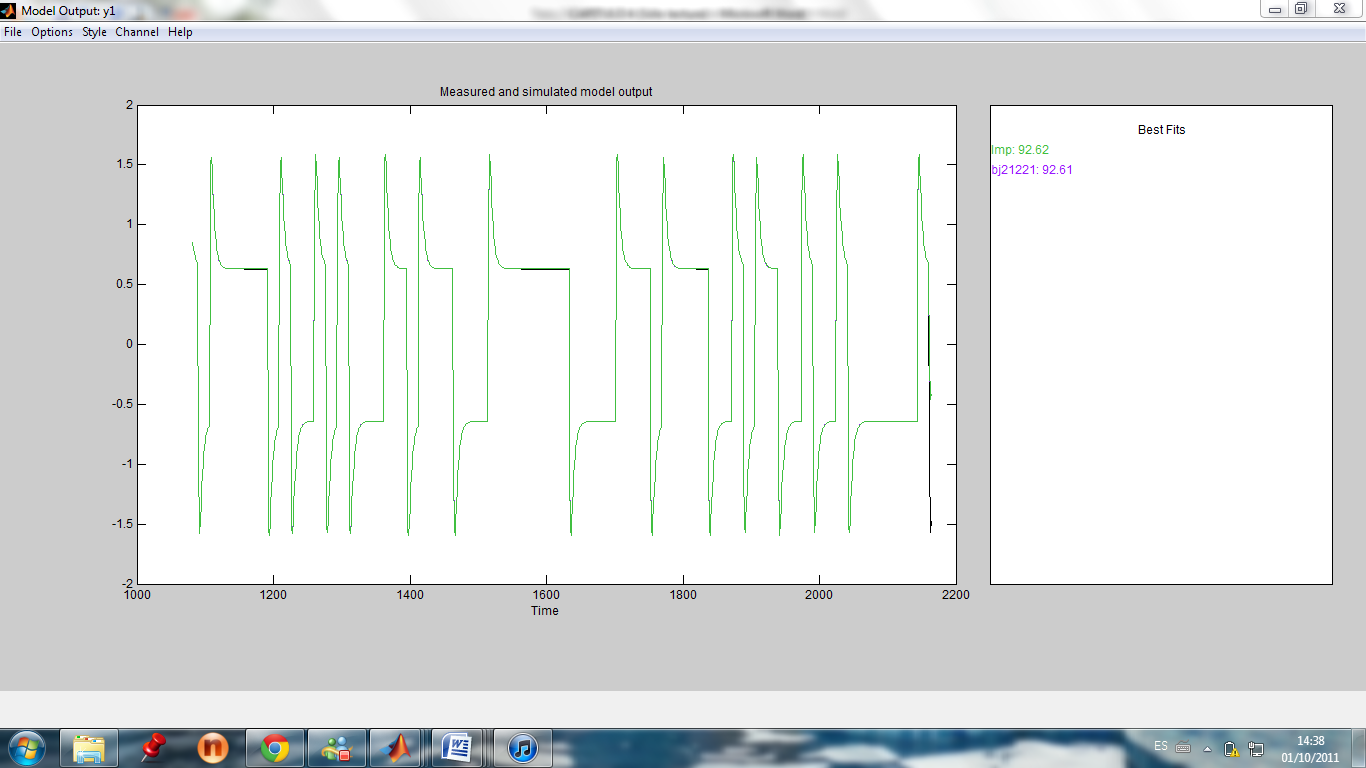 Model Output: y1
File Options Style Channel Help
Measured and simulated model output
2
1.5
1
0.5
0
-0.5
-1
-1.5
-2
1000 1200 1400 1600 1800 2000 2200
Time
Best Fits
Imp: 92.62
bj21221: 92.61
ES
14:38
01/10/2011